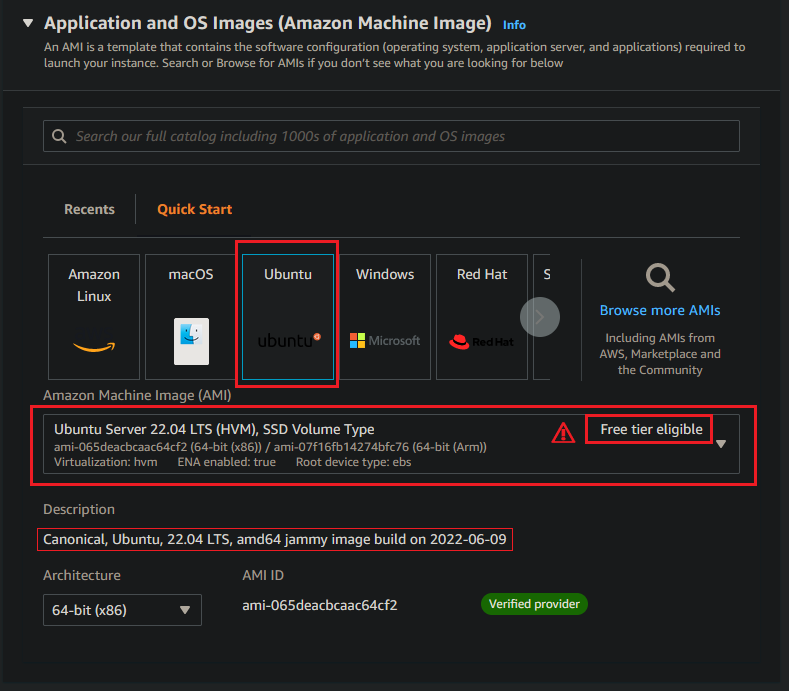 Application and OS Images (Amazon Machine Image) Info
An AMI is a template that contains the software configuration (operating system, application server, and applications) required to
launch your instance. Search or Browse for AMIs if you don't see what you are looking for below
Search our full catalog including 1000s of application and OS images
Recents
Quick Start
Amazon
Linux
macOS
Ubuntu
ubuntu
Windows
Microsoft
Red Hat
Red Hat
S
Browse more AMIs
Including AMIs from
AWS, Marketplace and
the Community
Amazon Machine Image (AMI)
Ubuntu Server 22.04 LTS (HVM), SSD Volume Type
Free tier eligible
ami-065deacbcaac64cf2 (64-bit (x86)) / ami-07f16fb14274bfc76 (64-bit (Arm))
Virtualization: hvm ENA enabled: true Root device type: ebs
Description
Canonical, Ubuntu, 22.04 LTS, amd64 jammy image build on 2022-06-09
Architecture
AMI ID
64-bit (x86)
ami-065deacbcaac64cf2
Verified provider